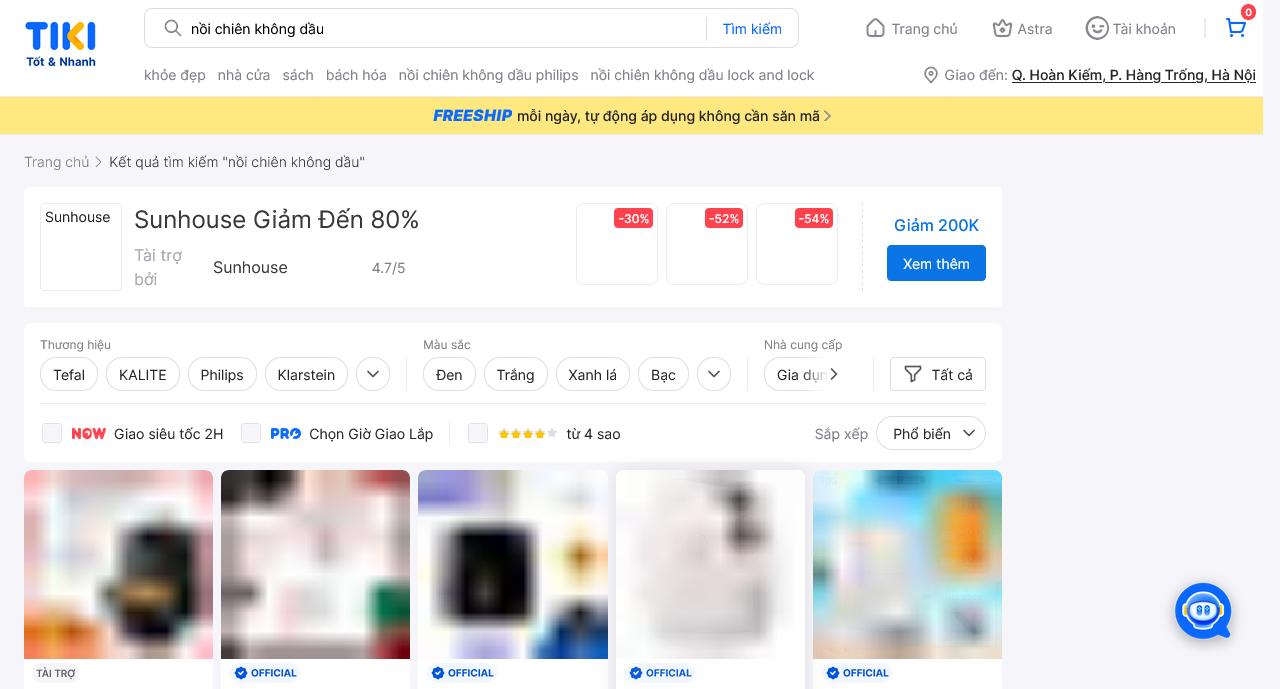 TIKI
Tốt & Nhanh
nồi chiên không dầu
Tìm kiếm
Trang chủ
Astra
Tài khoản
0
khỏe đẹp nhà cửa sách bách hóa nồi chiên không dầu philips nồi chiên không dầu lock and lock
Giao đến: Q. Hoàn Kiếm, P. Hàng Trống, Hà Nội
FREESHIP mỗi ngày, tự động áp dụng không cần săn mã
Trang chủ
Kết quả tìm kiếm "nồi chiên không dầu"
Sunhouse
Sunhouse Giảm Đến 80%
Tài trợ bởi
Sunhouse
4.7/5
-30%
-52%
-54%
Giảm 200K
Xem thêm
Thương hiệu
Tefal
KALITE
Philips
Klarstein
Màu sắc
Đen
Trắng
Xanh lá
Bạc
Nhà cung cấp
Gia dụn
Tất cả
NOW Giao siêu tốc 2H
PRO Chọn Giờ Giao Lắp
từ 4 sao
Sắp xếp
Phổ biến
TÀI TRỢ
OFFICIAL
OFFICIAL
OFFICIAL
OFFICIAL